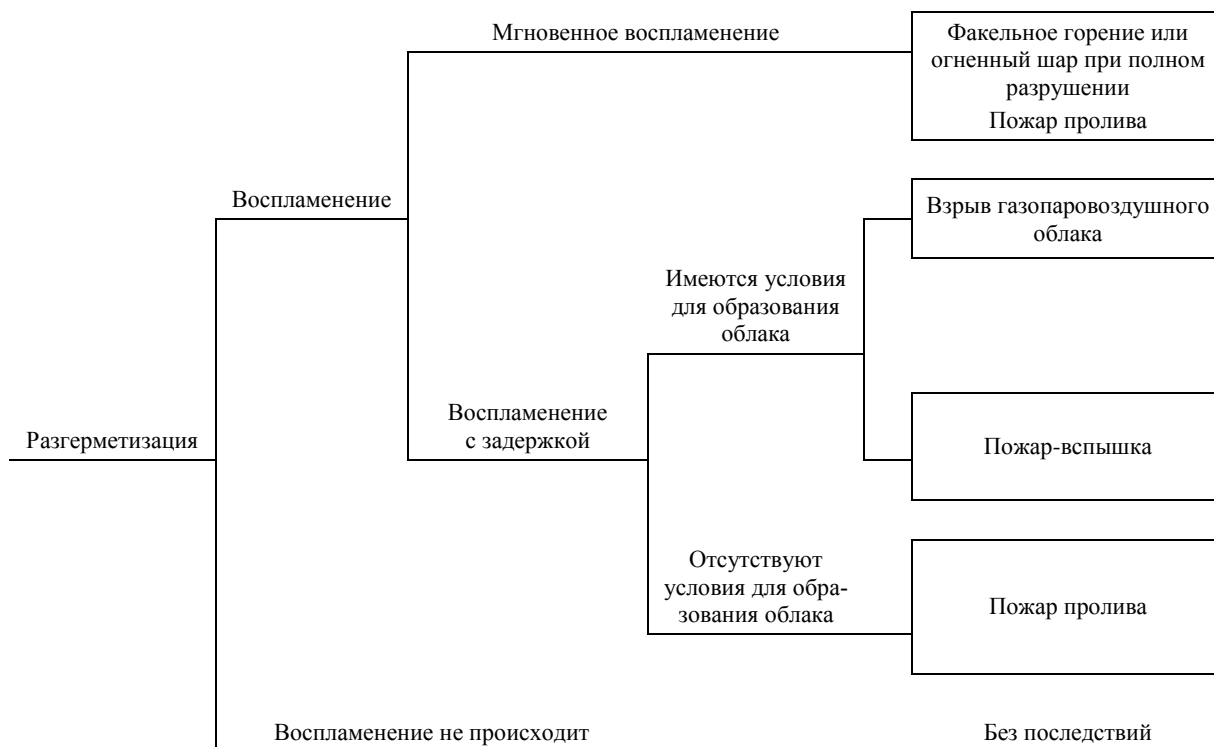 Мгновенное воспламенение
Факельное горение или
огненный шар при полном
разрушении
Пожар пролива
Воспламенение
Взрыв газопаровоздушного
облака
Имеются условия
для образования
облака
Воспламенение
с задержкой
Разгерметизация
Пожар-вспышка
Отсутствуют
условия для обра-
зования облака
Пожар пролива
Воспламенение не происходит
Без последствий